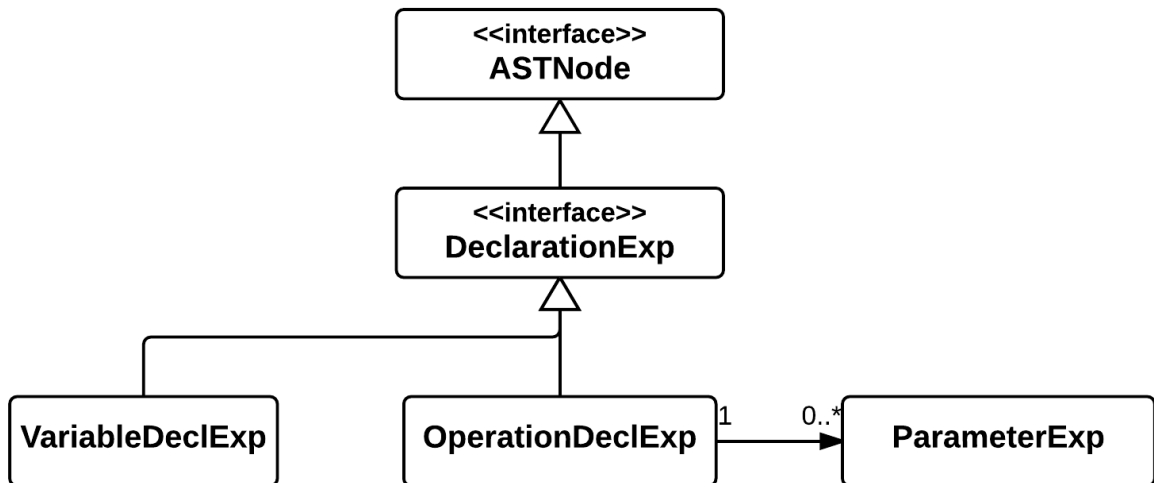 <<interface>>
ASTNode
<<interface>>
DeclarationExp
VariableDeclExp
OperationDeclExp
1
0..*
ParameterExp